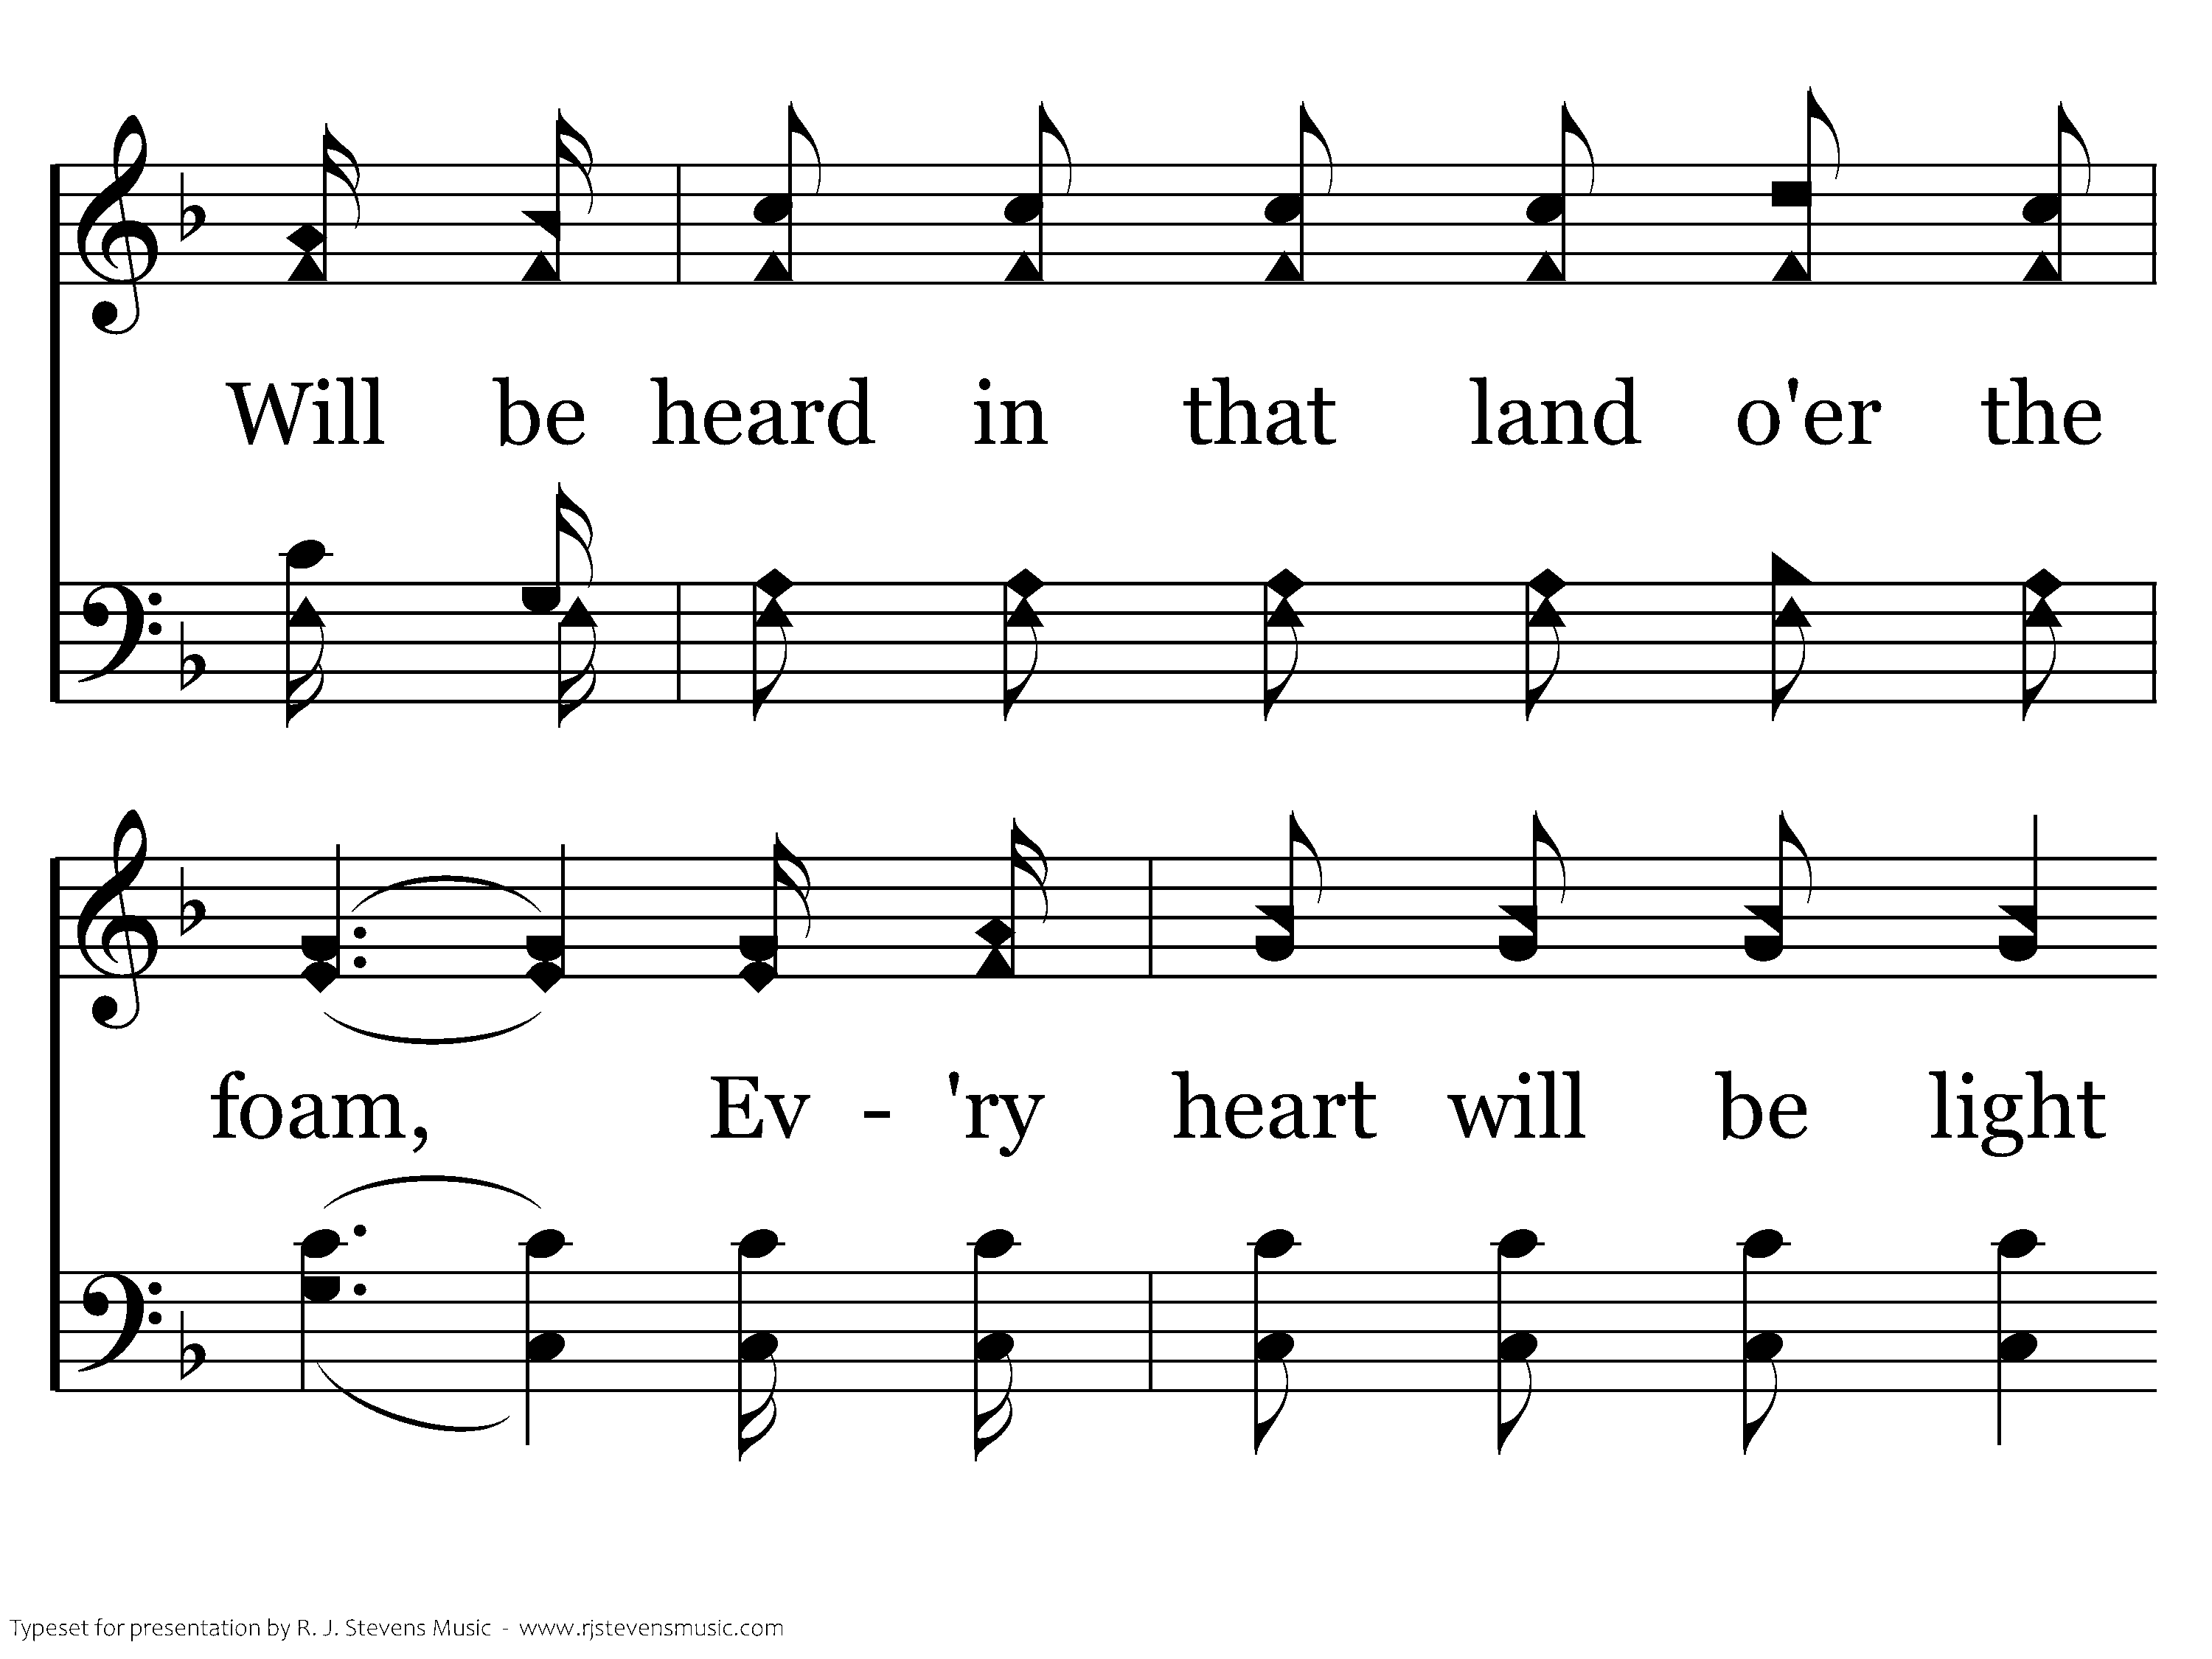 Will be heard in that land o'er the
foam, Ev - 'ry heart will be light
Typeset for presentation by R. J. Stevens Music - www.rjstevensmusic.com